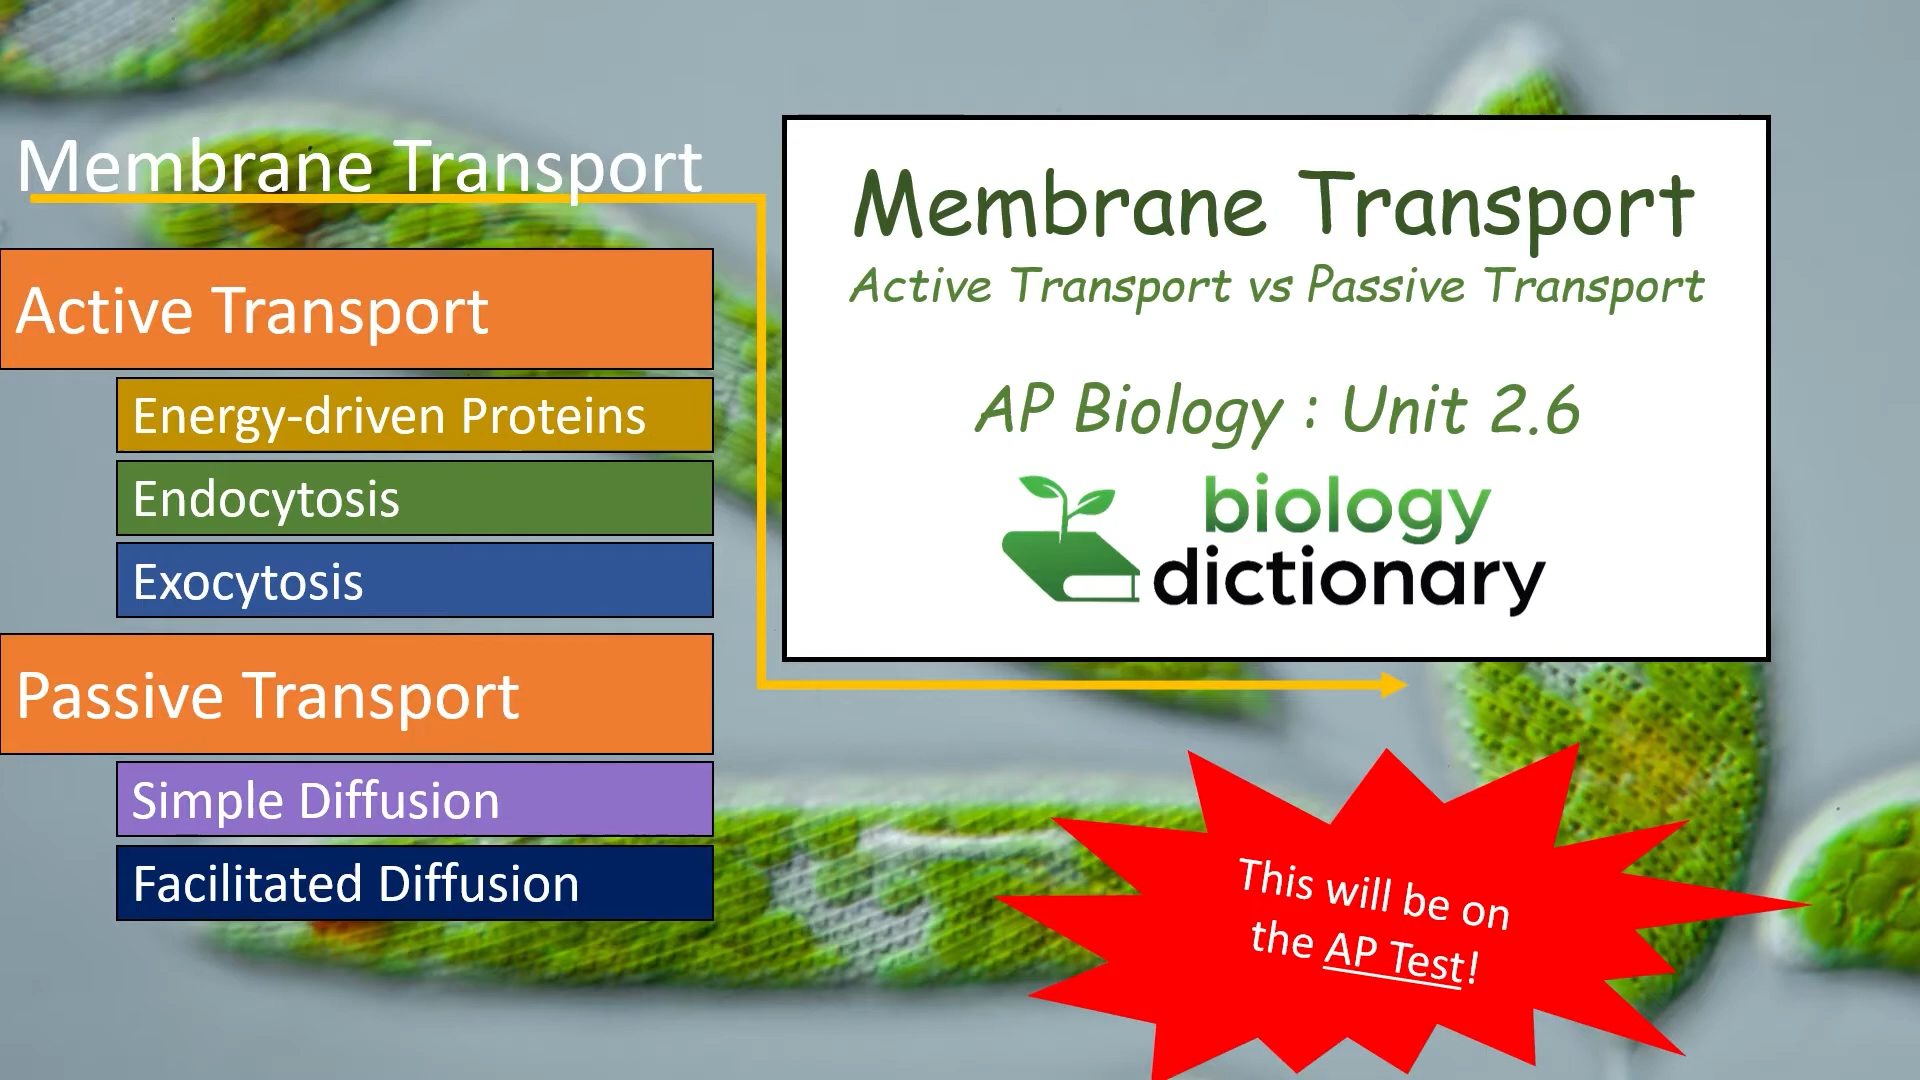 Membrane Transport
Active Transport
Energy-driven Proteins
Endocytosis
Exocytosis
Passive Transport
Simple Diffusion
Facilitated Diffusion
Membrane Transport
Active Transport vs Passive Transport
AP Biology : Unit 2.6
biology
dictionary
This will be on
the AP Test!